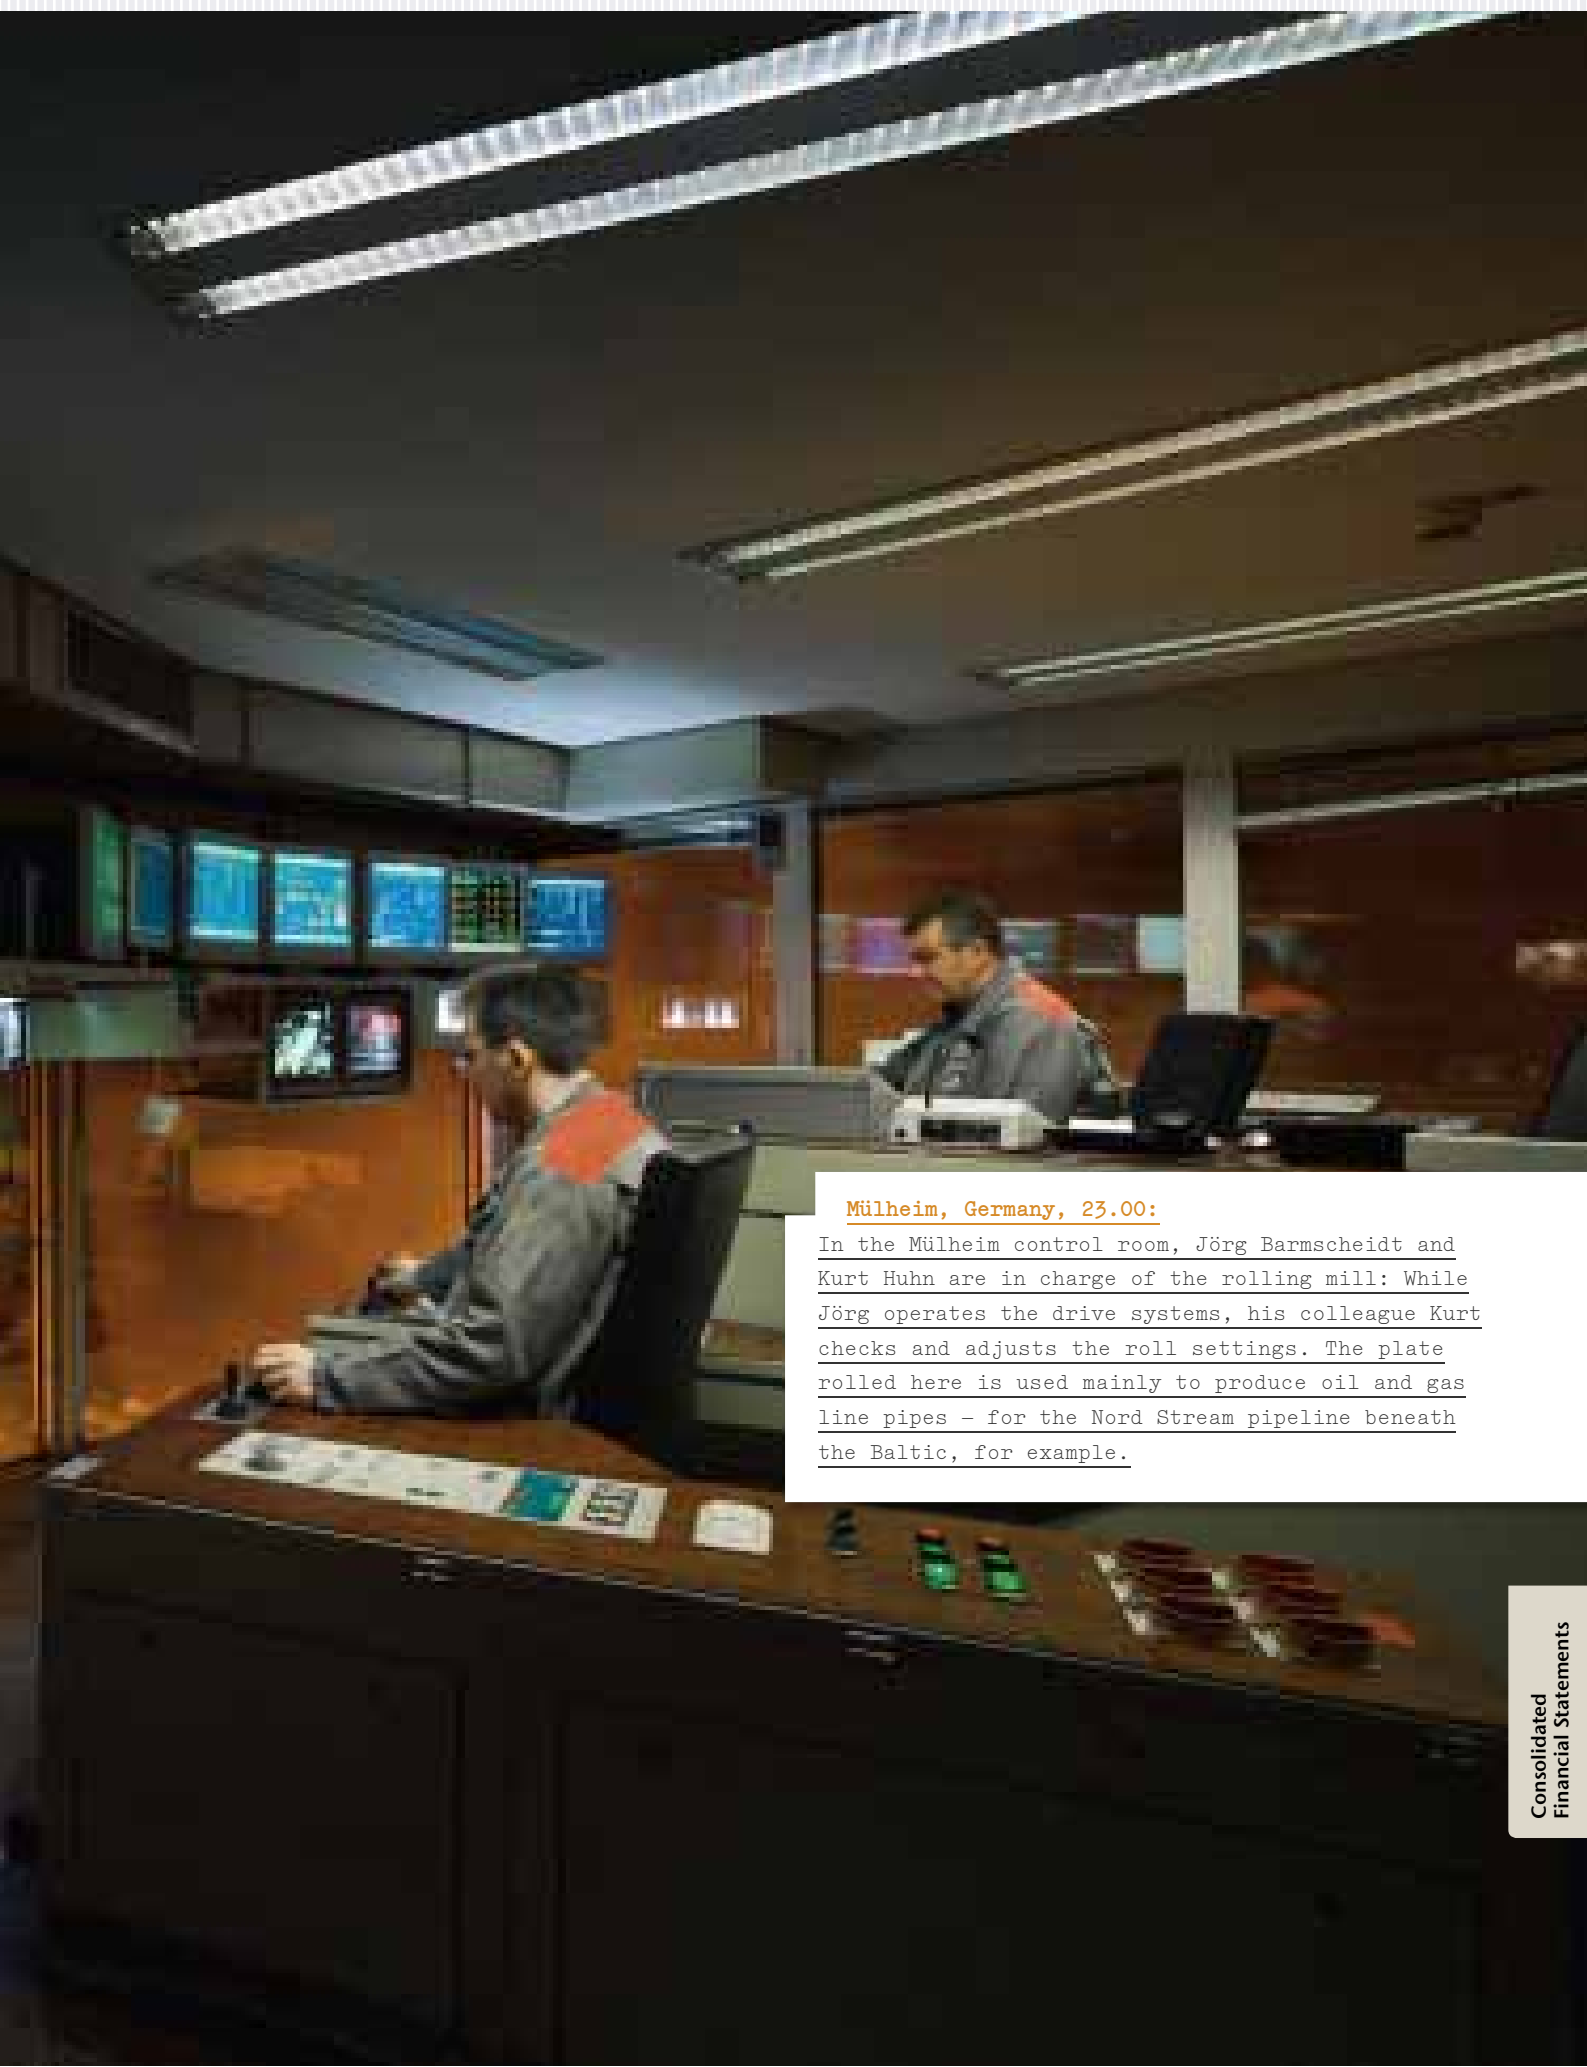 Mülheim, Germany, 23.00:
In the Mülheim control room, Jörg Barmscheidt and
Kurt Huhn are in charge of the rolling mill: While
Jörg operates the drive systems, his colleague Kurt
checks and adjusts the roll settings. The plate
rolled here is used mainly to produce oil and gas
line pipes – for the Nord Stream pipeline beneath
the Baltic, for example.
Consolidated
Financial Statements